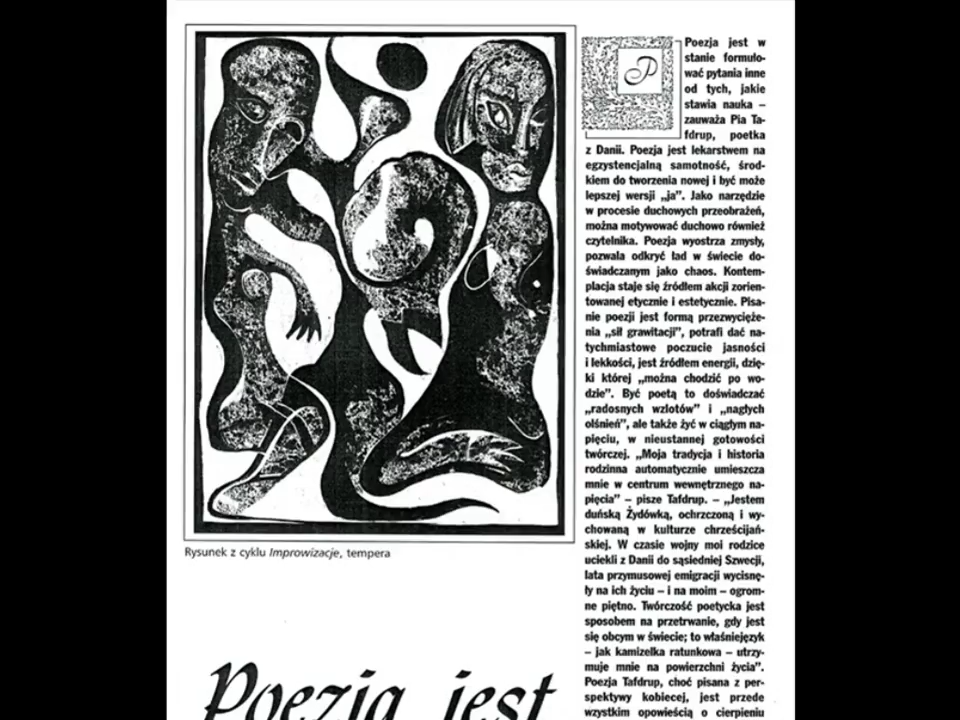 P
Poezja jest w
stanie formuło-
wać pytania inne
od tych, jakie
stawia nauka –
zauważa Pia Ta-
fdrup, poetka
z Danii. Poezja jest lekarstwem na
egzystencjalną samotność, środ-
kiem do tworzenia nowej i być może
lepszej wersji „ja”. Jako narzędzie
w procesie duchowych przeobrażeń,
można motywować duchowo również
czytelnika. Poezja wyostrza zmysły,
pozwala odkryć ład w świecie do-
świadczanym jako chaos. Kontem-
placja staje się źródłem akcji zorien-
towanej etycznie i estetycznie. Pisa-
nie poezji jest formą przezwycięże-
nia „sił grawitacji”, potrafi dać na-
tychmiastowe poczucie jasności
i lekkości, jest źródłem energii, dzię-
ki której „można chodzić po wo-
dzie”. Być poetą to doświadczać
„radosnych wzlotów” i „nagłych
olśnień”, ale także żyć w ciągłym na-
pięciu, w nieustannej gotowości
twórczej. „Moja tradycja i historia
rodzinna automatycznie umieszcza
mnie w centrum wewnętrznego na-
pięcia” – pisze Tafdrup. – „Jestem
duńską Żydówką, ochrzczoną i wy-
chowaną w kulturze chrześcijań-
skiej. W czasie wojny moi rodzice
uciekli z Danii do sąsiedniej Szwecji,
lata przymusowej emigracji wycisnę-
ły na ich życiu – i na moim – ogrom-
ne piętno. Twórczość poetycka jest
sposobem na przetrwanie, gdy jest
się obcym w świecie; to właśniejęzyk
– jak kamizelka ratunkowa – utrzy-
muje mnie na powierzchni życia”.
Poezja Tafdrup, choć pisana z per-
spektywy kobiecej, jest przede
wszystkim opowieścią o cierpieniu
Rysunek z cyklu Improwizacje, tempera
Poezja jest